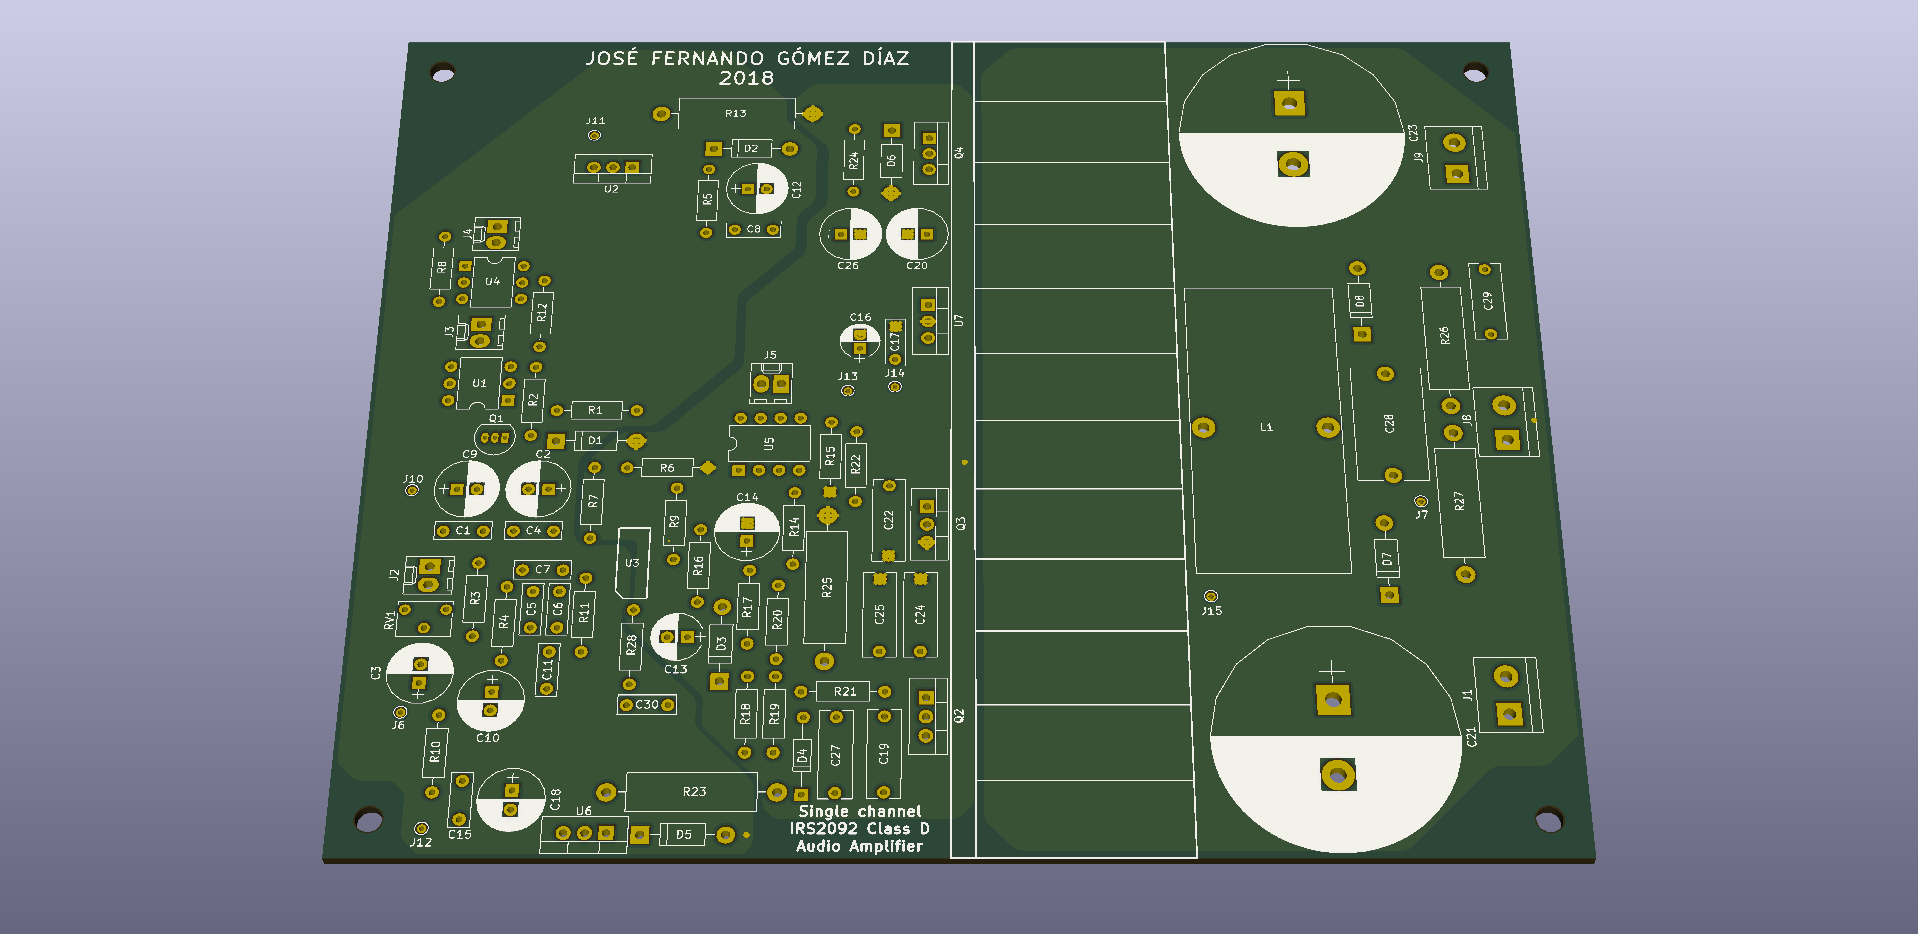 JOSÉ FERNANDO GÓMEZ DÍAZ
2018
R13
J11
D2
U2
R5
C12
C8
R24
D6
Q4
C26
C20
C23
J9
J4
R8
U4
R12
J3
U1
R2
Q1
R1
D1
C16
C17
U7
J13
J14
J5
D8
R26
C29
L1
C28
J8
R27
J7
D7
J15
C9
C2
J10
C1
C4
R7
R6
U5
R15
R22
R9
C14
R14
C22
Q3
J2
C7
R3
R4
C5
C6
R11
RV1
U3
R16
R17
R20
R25
C25
C24
R28
C13
D3
C3
C10
C11
J6
C30
R18
R19
R21
Q2
R10
D4
C27
C19
C15
C18
J12
U6
R23
D5
J1
C21
Single channel
IRS2092 Class D
Audio Amplifier